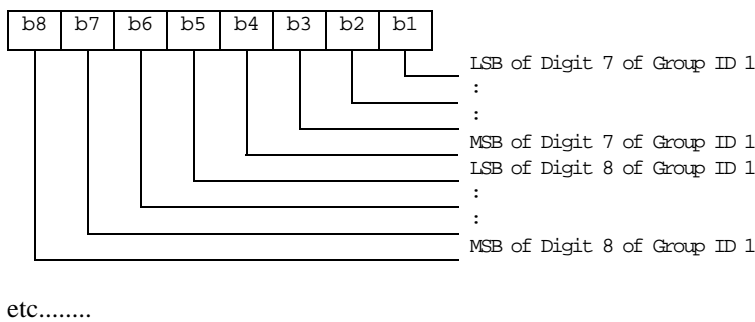 b8 b7 b6 b5 b4 b3 b2 b1
LSB of Digit 7 of Group ID 1
:
:
MSB of Digit 7 of Group ID 1
LSB of Digit 8 of Group ID 1
:
:
MSB of Digit 8 of Group ID 1
etc........